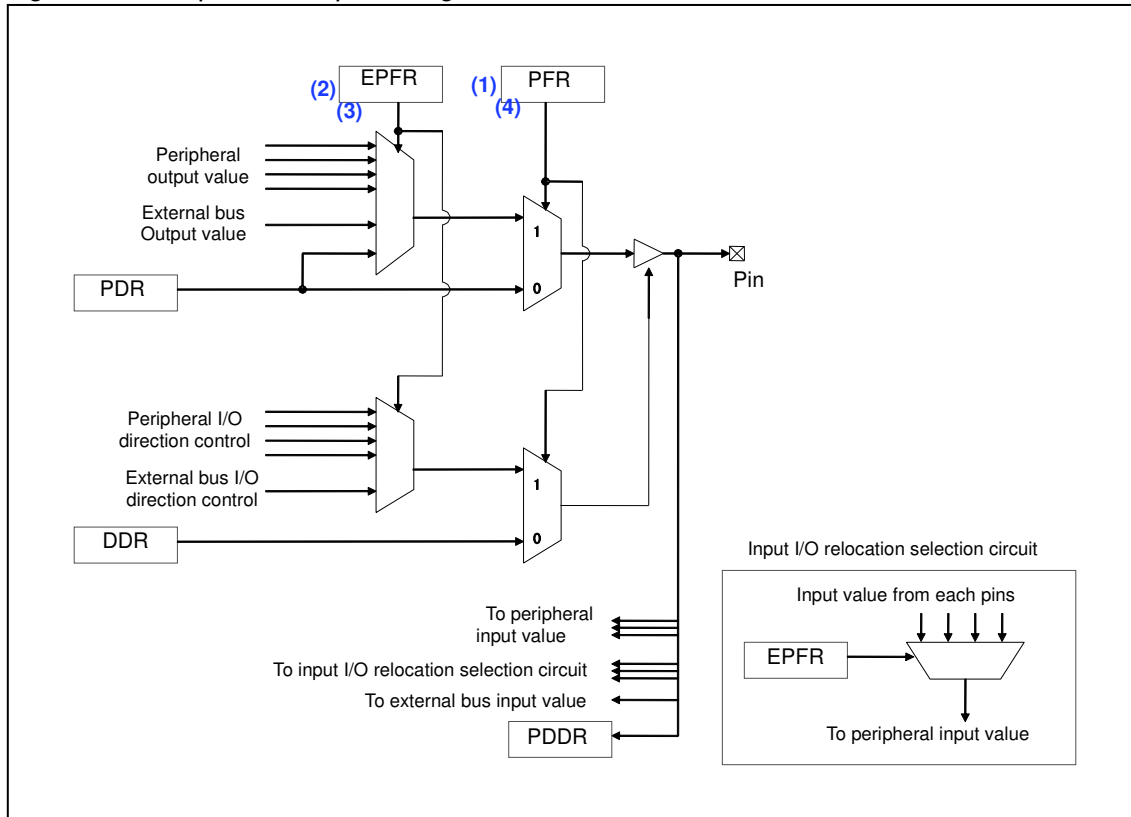 (2)
EPFR
(3)
(1)
PFR
(4)
Peripheral
output value
External bus
Output value
1
PDR
0
Pin
Peripheral I/O
direction control
External bus I/O
direction control
1
DDR
0
Input I/O relocation selection circuit
Input value from each pins
To peripheral
input value
EPFR
To input I/O relocation selection circuit
To external bus input value
PDDR
To peripheral input value